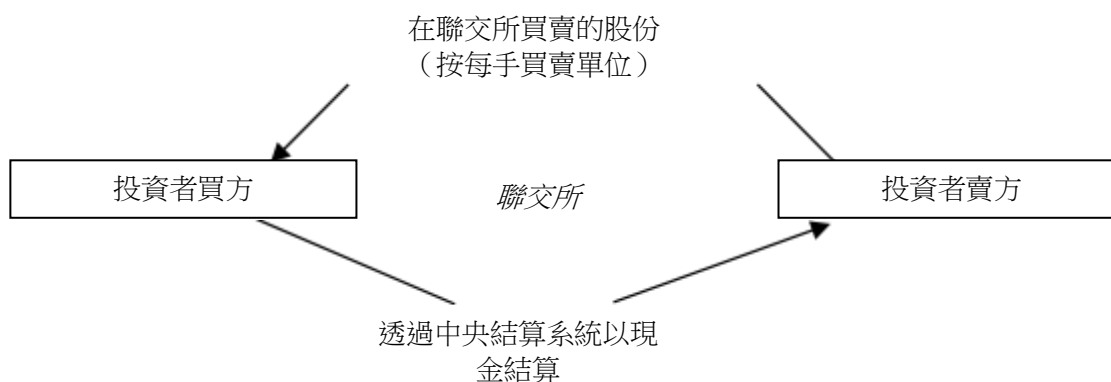 在聯交所買賣的股份
（按每手買賣單位）
投資者買方
聯交所
投資者賣方
透過中央結算系統以現
金結算